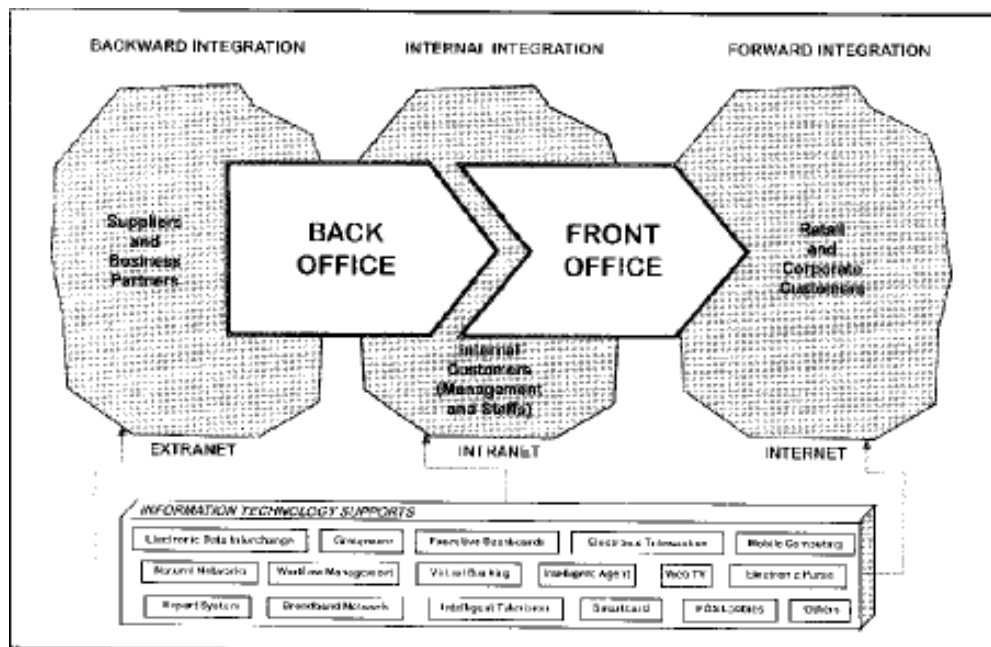 BACKWARD INTEGRATION
INTERNAL INTEGRATION
FORWARD INTEGRATION
Suppliers
and
Business
Partners
BACK
OFFICE
FRONT
OFFICE
Retail
and
Corporate
Customers
Internal
Customers
(Management
and Staffs)
EXTRANET
INTRANET
INTERNET
INFORMATION TECHNOLOGY SUPPORTS
Electronic Data Interchange
Groupware
Executive Dashboards
Electronic
Mobile Computing
Neural Networks
Workflow Management
Virtual Banking
Intelligent Agent
Web TV
Electronic Purse
Expert System
Broadband Network
Intelligent
Smartcard
Others